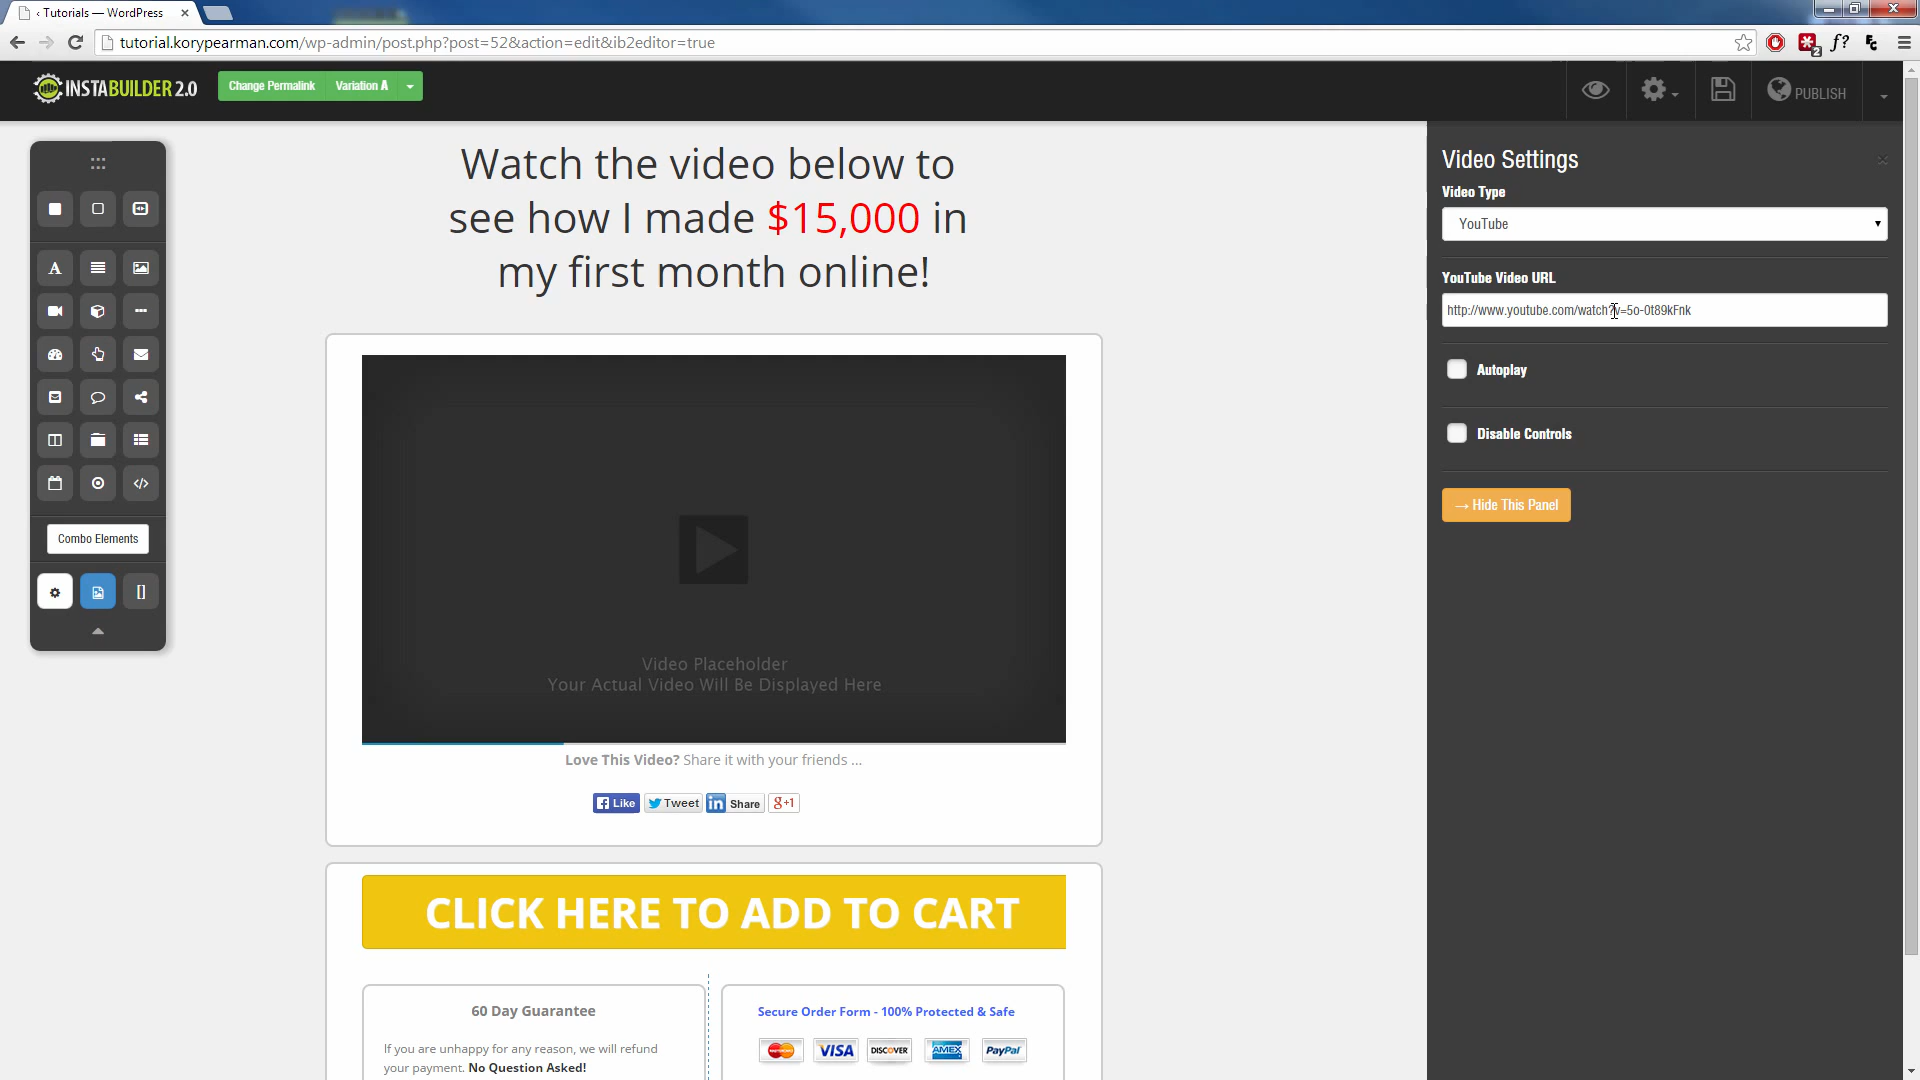 ‹ Tutorials — WordPress
tutorial.korypearman.com/wp-admin/post.php?post=52&action=edit&ib2editor=true
INSTABUILDER 2.0
Change Permalink
Variation A
PUBLISH
Combo Elements
Watch the video below to
see how I made $15,000 in
my first month online!
Video Placeholder
Your Actual Video Will Be Displayed Here
Love This Video? Share it with your friends ...
Like
Tweet
in Share
g+1
CLICK HERE TO ADD TO CART
60 Day Guarantee
If you are unhappy for any reason, we will refund
your payment. No Question Asked!
Secure Order Form - 100% Protected & Safe
MasterCard
VISA
DISCOVER
AMEX
PayPal
Video Settings
Video Type
YouTube
YouTube Video URL
http://www.youtube.com/watch?v=5o-0t89kFnk
Autoplay
Disable Controls
→ Hide This Panel